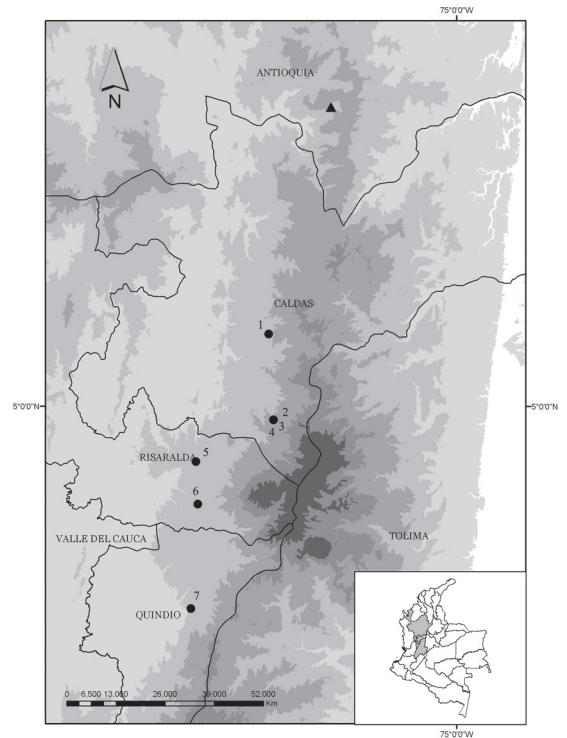 75°0'0"W
ANTIOQUIA
N
CALDAS
1
5°0'0"N
5°0'0"N
2
4 3
RISARALDA
5
6
VALLE DEL CAUCA
TOLIMA
7
QUINDIO
0 6,500 13,000 26,000 39,000 52,000
Km
75°0'0"W